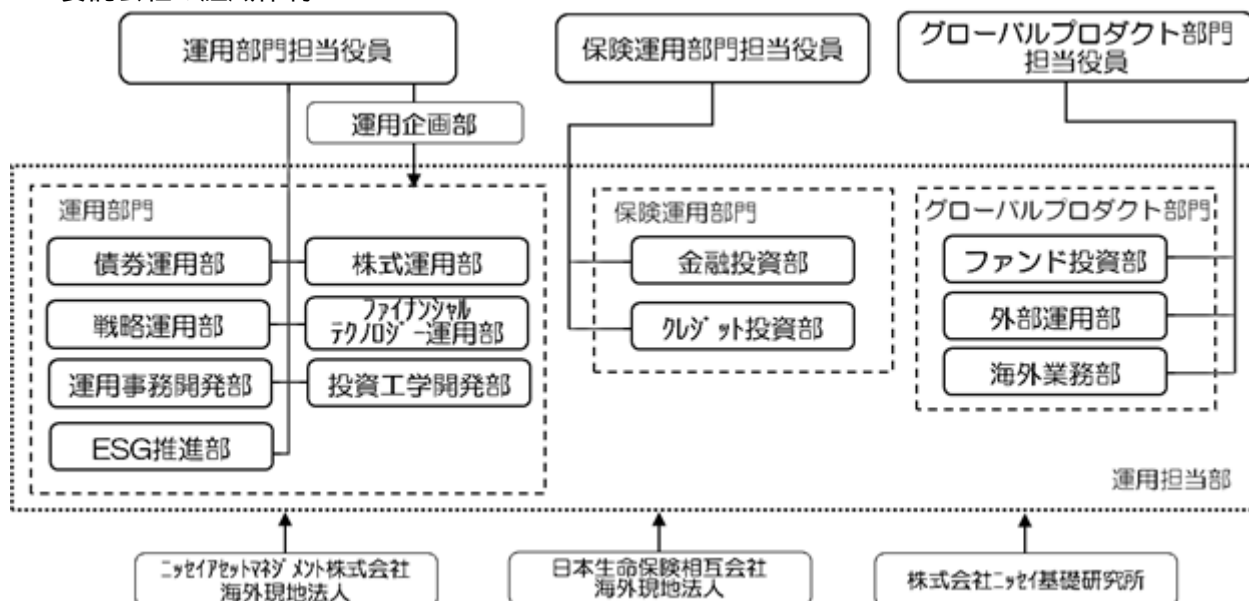 運用部門担当役員
保険運用部門担当役員
グローバルプロダクト部門
担当役員
運用企画部
運用部門
債券運用部
株式運用部
戦略運用部
ファイナンシャル
テクノロジー運用部
運用事務開発部
投資工学開発部
ESG推進部
保険運用部門
金融投資部
クレジット投資部
グローバルプロダクト部門
ファンド投資部
外部運用部
海外業務部
運用担当部
ニッセイアセットマネジメント株式会社
海外現地法人
日本生命保険相互会社
海外現地法人
株式会社ニッセイ基礎研究所